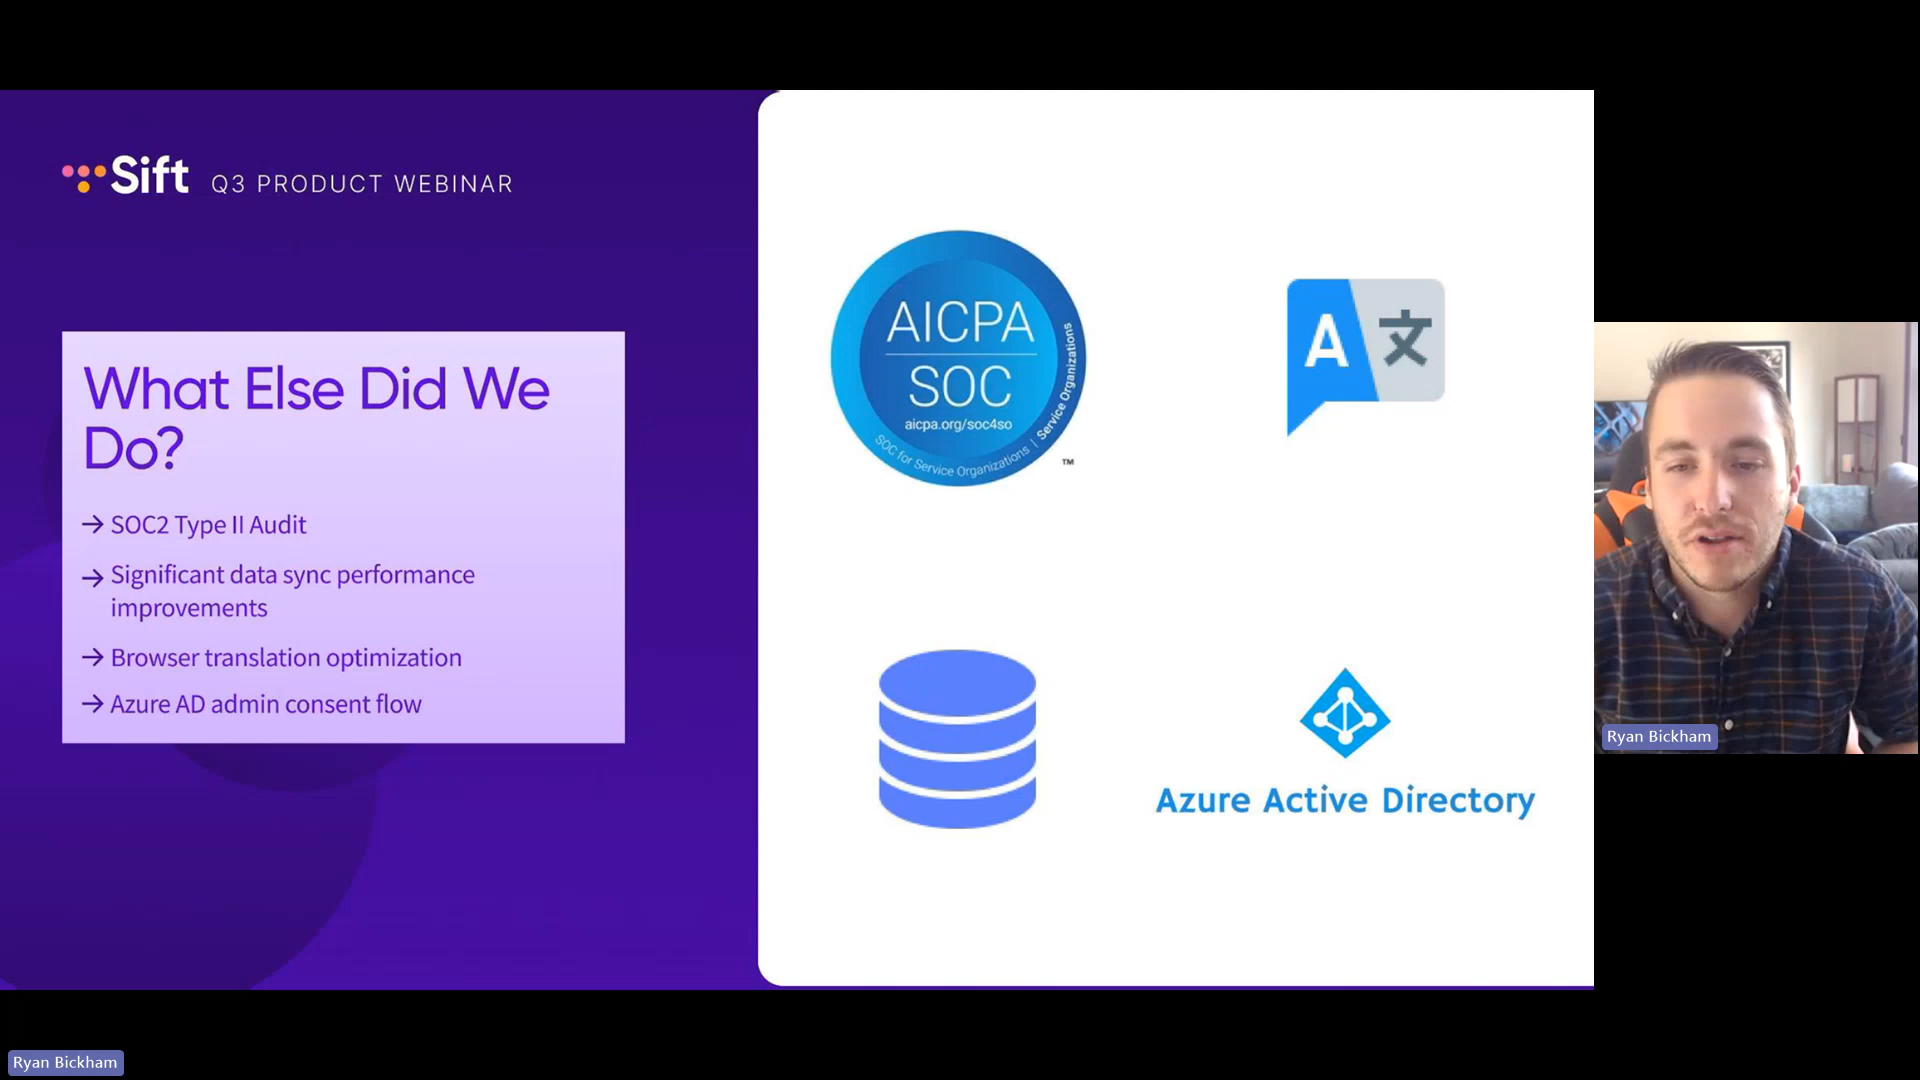 Sift Q3 PRODUCT WEBINAR
What Else Did We
Do?
→ SOC2 Type II Audit
→ Significant data sync performance
improvements
→ Browser translation optimization
→ Azure AD admin consent flow
AICPA
SOC
aicpa.org/soc4so
SOC for Service Organizations | Service Organizations
TM
A 文
Azure Active Directory
Ryan Bickham
Ryan Bickham